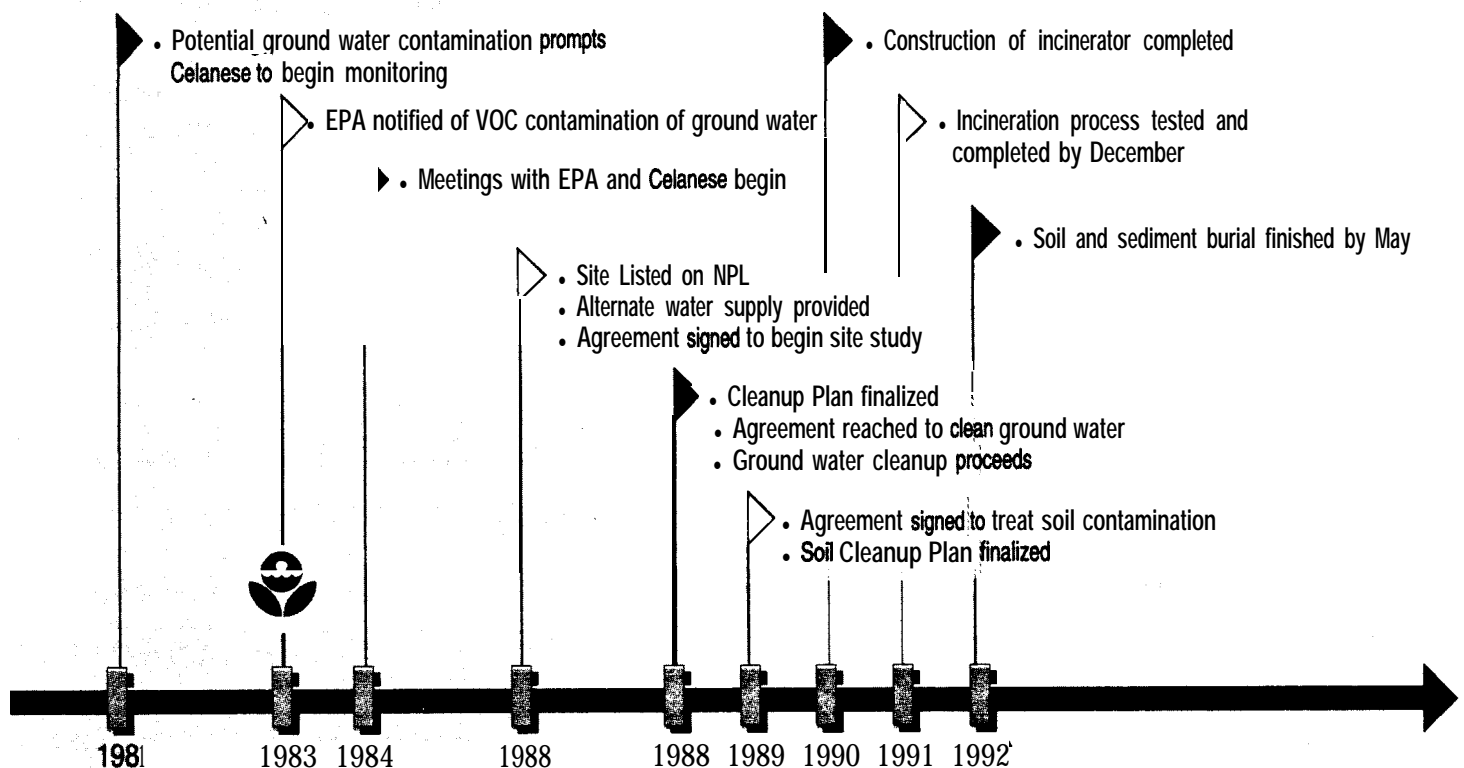 • Potential ground water contamination prompts
Celanese to begin monitoring
• EPA notified of VOC contamination of ground water
• Meetings with EPA and Celanese begin
• Site Listed on NPL
• Alternate water supply provided
• Agreement signed to begin site study
• Cleanup Plan finalized
• Agreement reached to clean ground water
• Ground water cleanup proceeds
• Agreement signed to treat soil contamination
• Soil Cleanup Plan finalized
• Construction of incinerator completed
• Incineration process tested and
completed by December
• Soil and sediment burial finished by May
1981 1983 1984 1988 1988 1989 1990 1991 1992